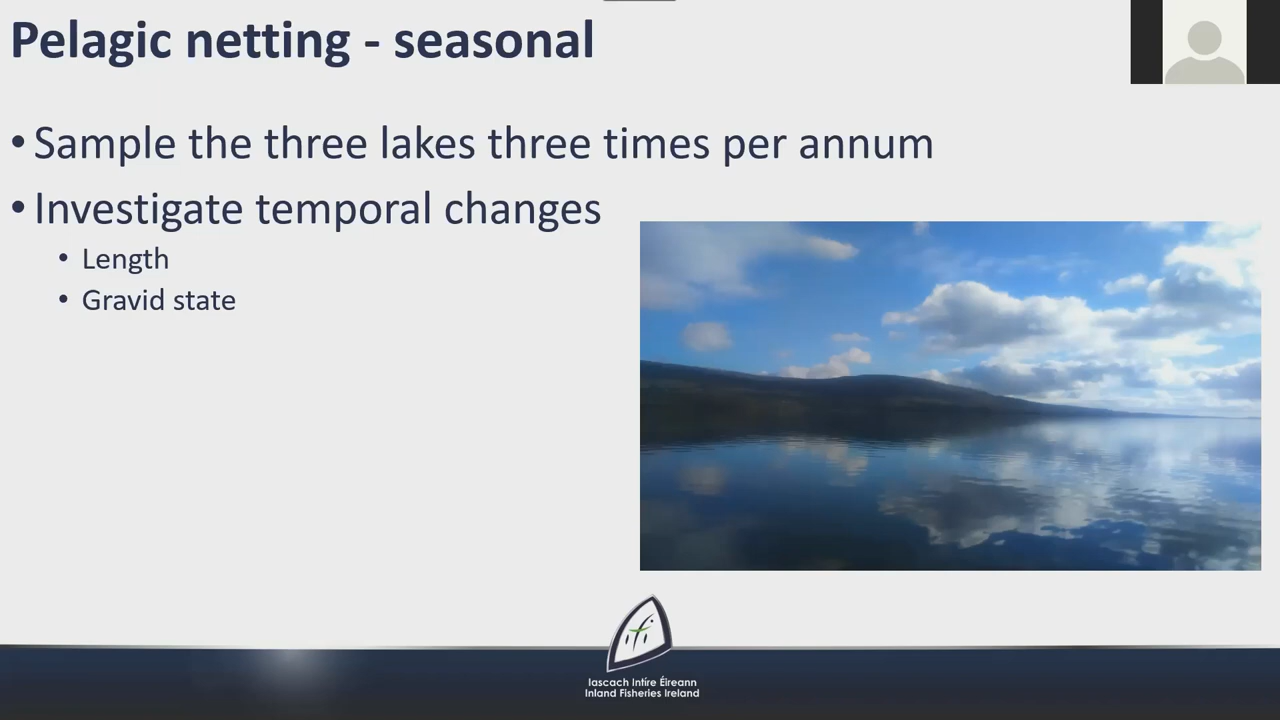 Pelagic netting - seasonal
• Sample the three lakes three times per annum
• Investigate temporal changes
• Length
• Gravid state
ifi
Iascach Intíre Éireann
Inland Fisheries Ireland